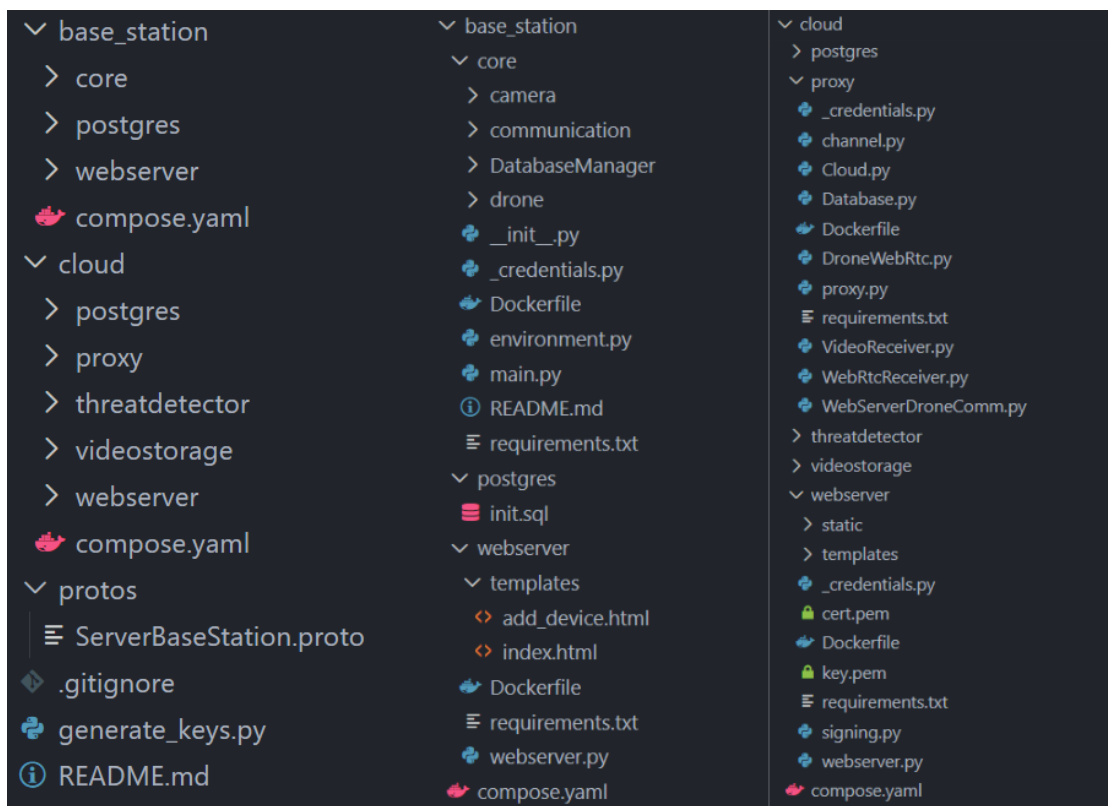 base_station
core
postgres
webserver
compose.yaml
cloud
postgres
proxy
threatdetector
videostorage
webserver
compose.yaml
protos
ServerBaseStation.proto
.gitignore
generate_keys.py
README.md
base_station
core
camera
communication
DatabaseManager
drone
__init__.py
_credentials.py
Dockerfile
environment.py
main.py
README.md
requirements.txt
postgres
init.sql
webserver
templates
add_device.html
index.html
Dockerfile
requirements.txt
webserver.py
compose.yaml
cloud
postgres
proxy
_credentials.py
channel.py
Cloud.py
Database.py
Dockerfile
DroneWebRtc.py
proxy.py
requirements.txt
VideoReceiver.py
WebRtcReceiver.py
WebServerDroneComm.py
threatdetector
videostorage
webserver
static
templates
_credentials.py
cert.pem
Dockerfile
key.pem
requirements.txt
signing.py
webserver.py
compose.yaml